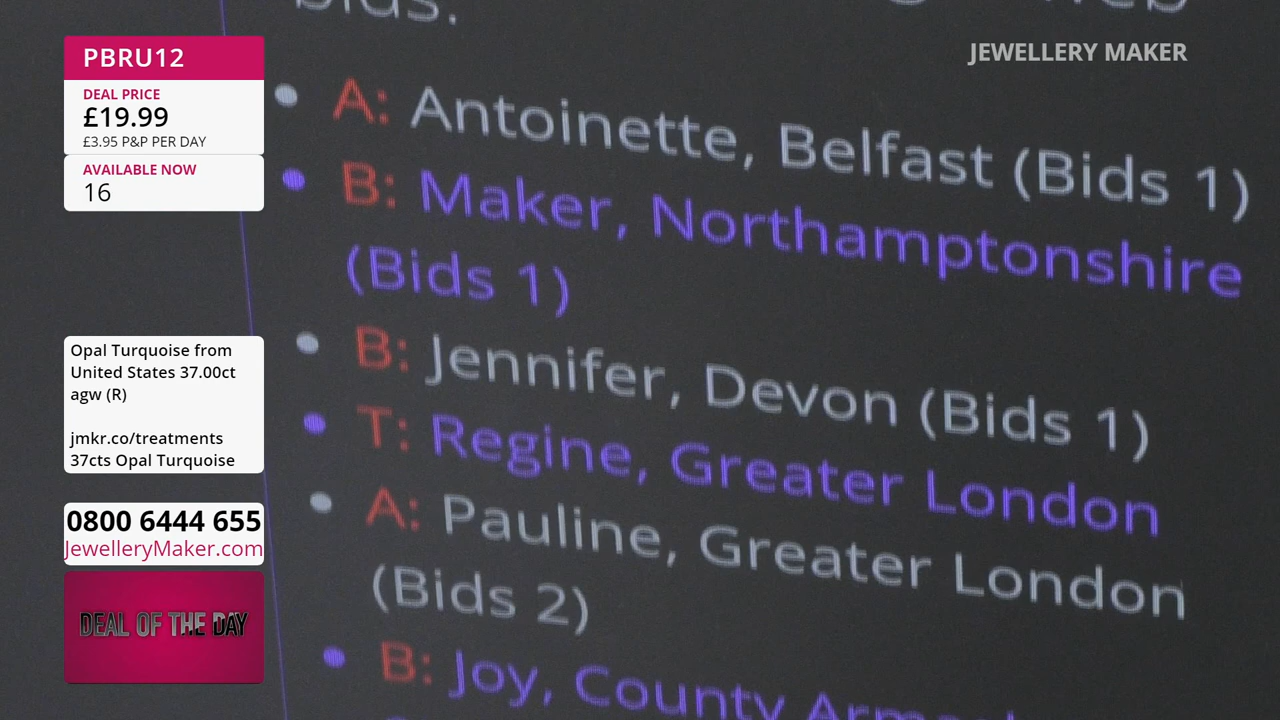 bids.
PBRU12
DEAL PRICE
£19.99
£3.95 P&P PER DAY
AVAILABLE NOW
16
JEWELLERY MAKER
A: Antoinette, Belfast (Bids 1)
B: Maker, Northamptonshire
(Bids 1)
B: Jennifer, Devon (Bids 1)
T: Regine, Greater London
A: Pauline, Greater London
(Bids 2)
B: Joy, County
Opal Turquoise from
United States 37.00ct
agw (R)
jmkr.co/treatments
37cts Opal Turquoise
0800 6444 655
JewelleryMaker.com
DEAL OF THE DAY